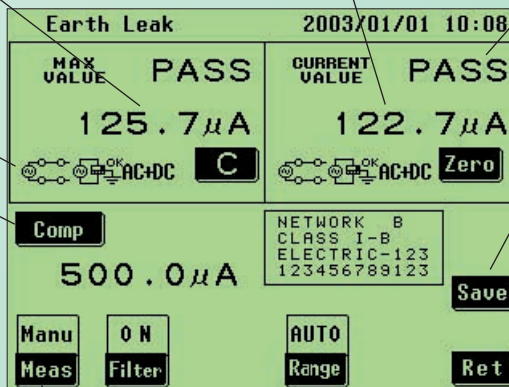 Earth Leak 2003/01/01 10:08
MAX VALUE PASS
125.7μA
OK AC+DC C
CURRENT VALUE PASS
122.7μA
OK AC+DC Zero
Comp
500.0μA
NETWORK B
CLASS I-B
ELECTRIC-123
123456789123
Save
Manu ON AUTO
Meas Filter Range Ret